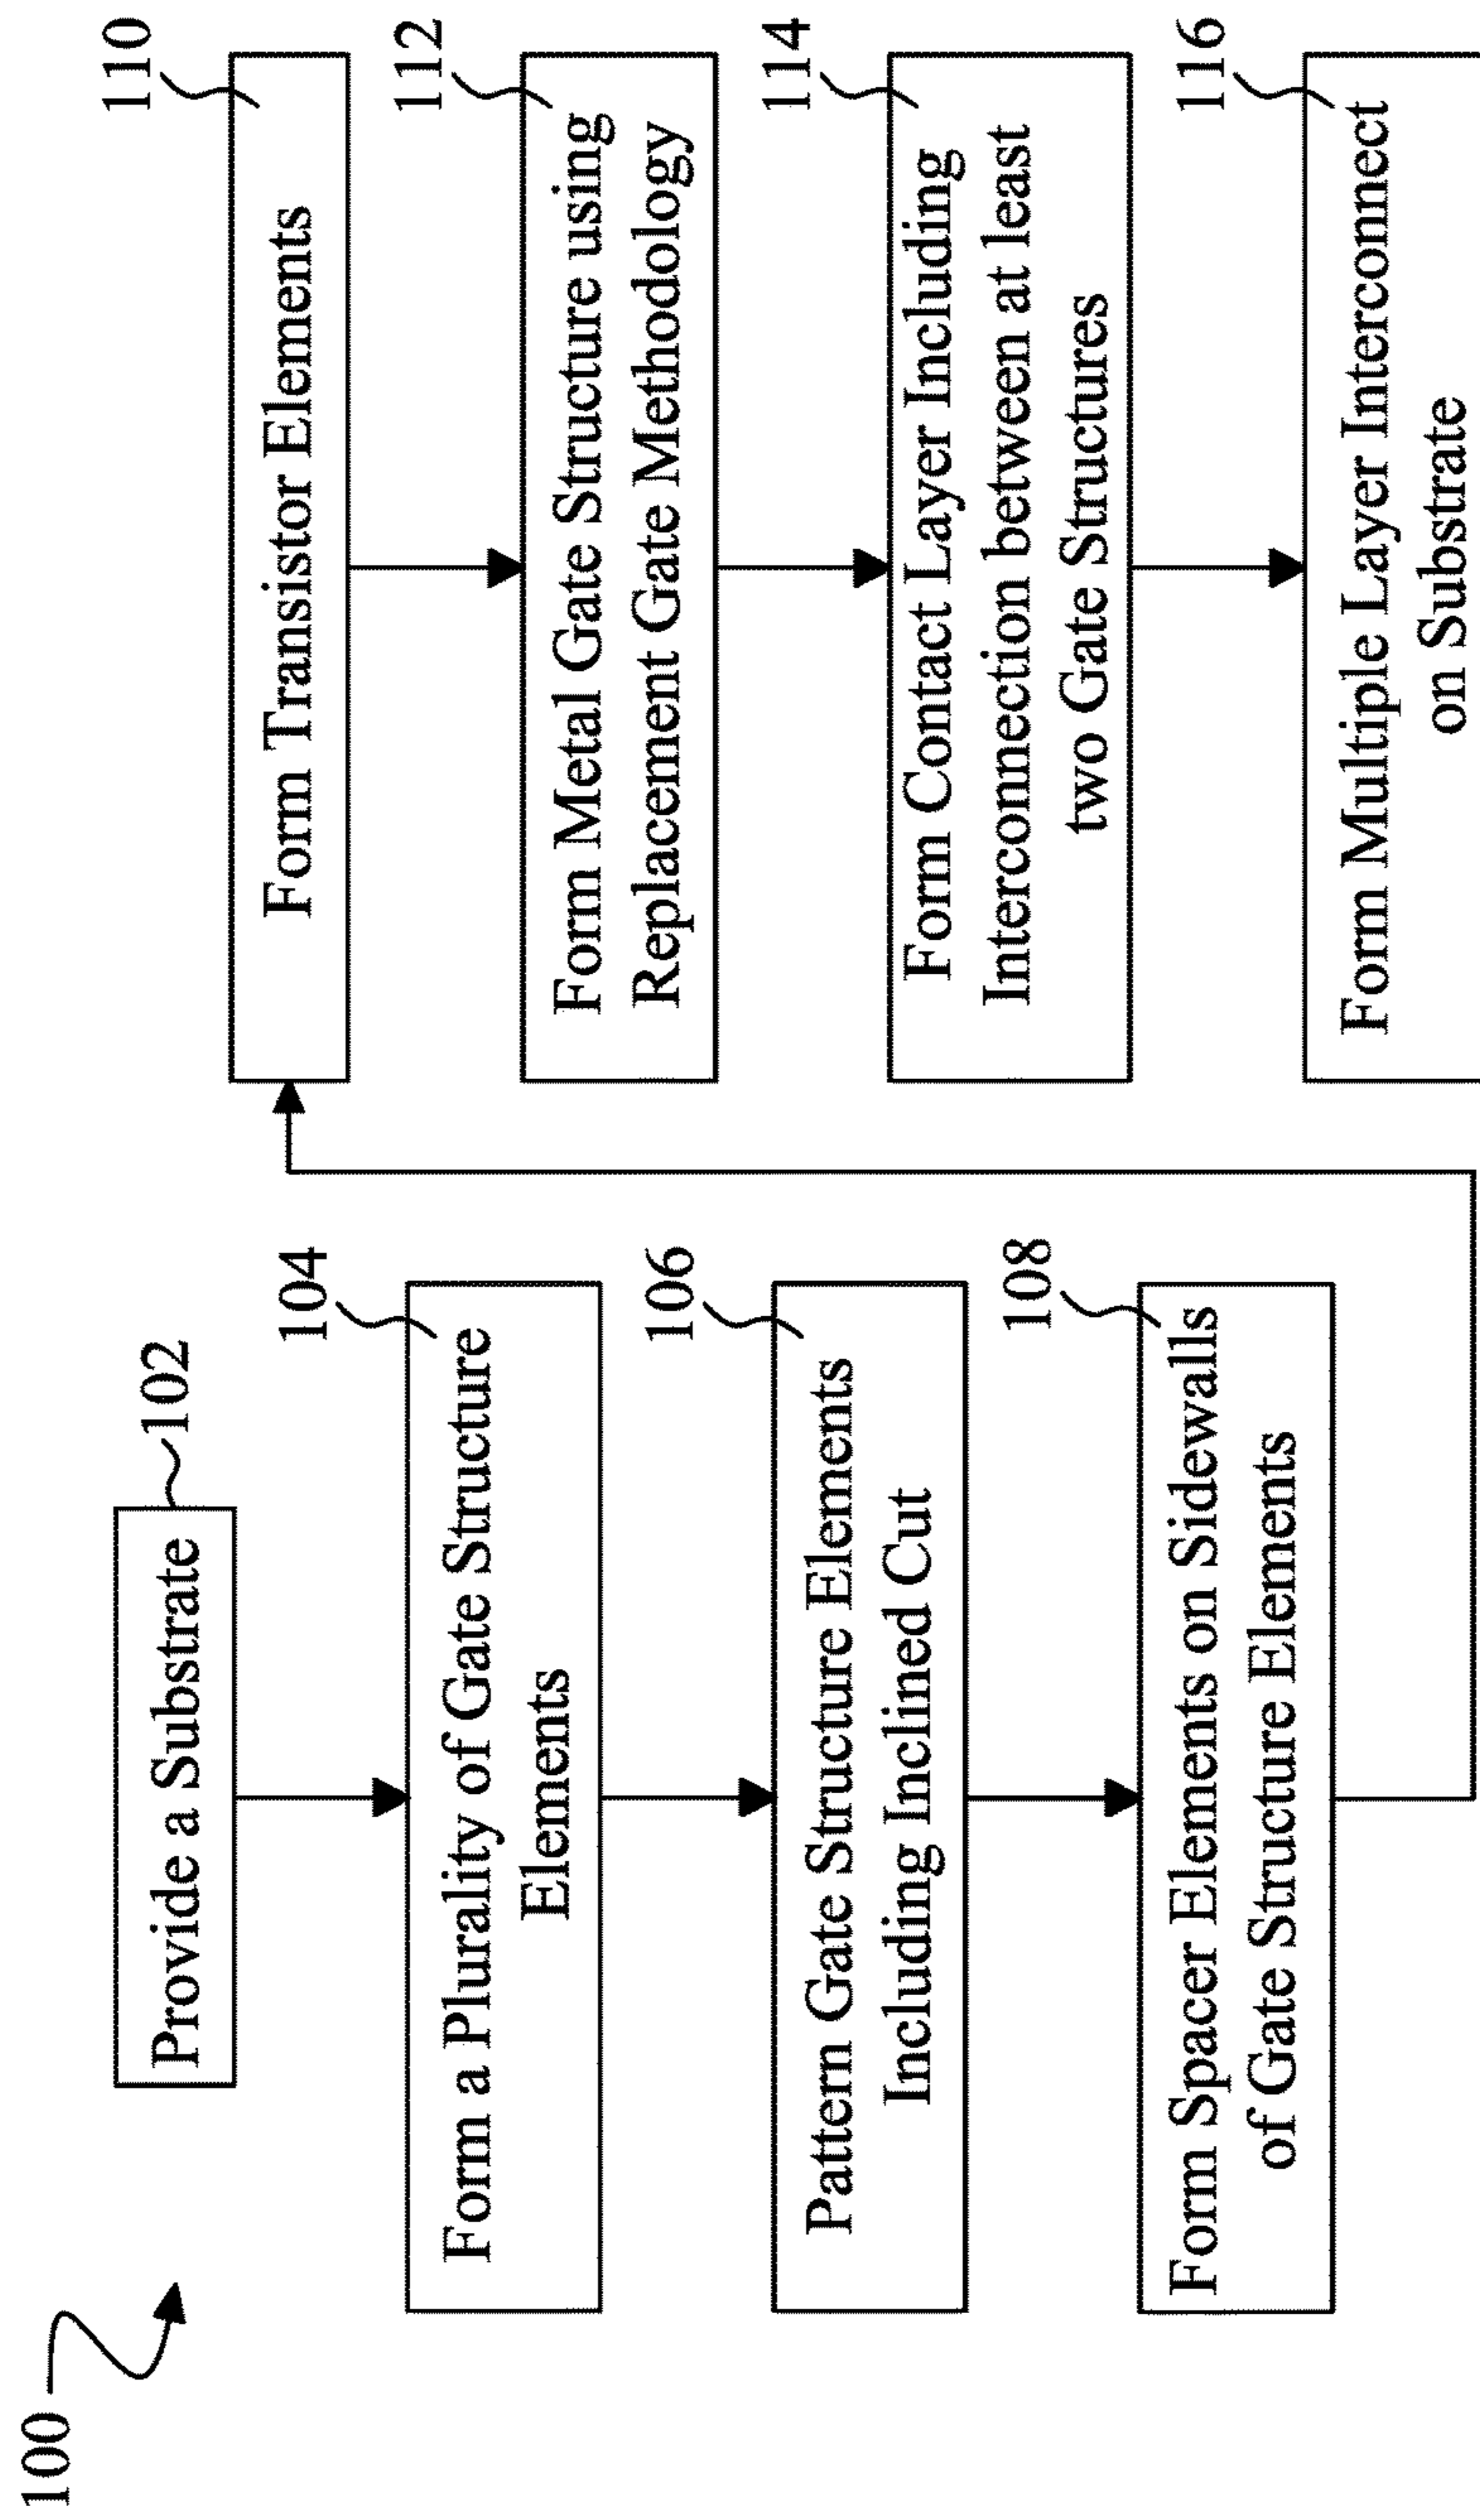 100
Provide a Substrate
102
Form a Plurality of Gate Structure
Elements
104
Pattern Gate Structure Elements
Including Inclined Cut
106
Form Spacer Elements on Sidewalls
of Gate Structure Elements
108
Form Transistor Elements
110
Form Metal Gate Structure using
Replacement Gate Methodology
112
Form Contact Layer Including
Interconnection between at least
two Gate Structures
114
Form Multiple Layer Interconnect
on Substrate
116